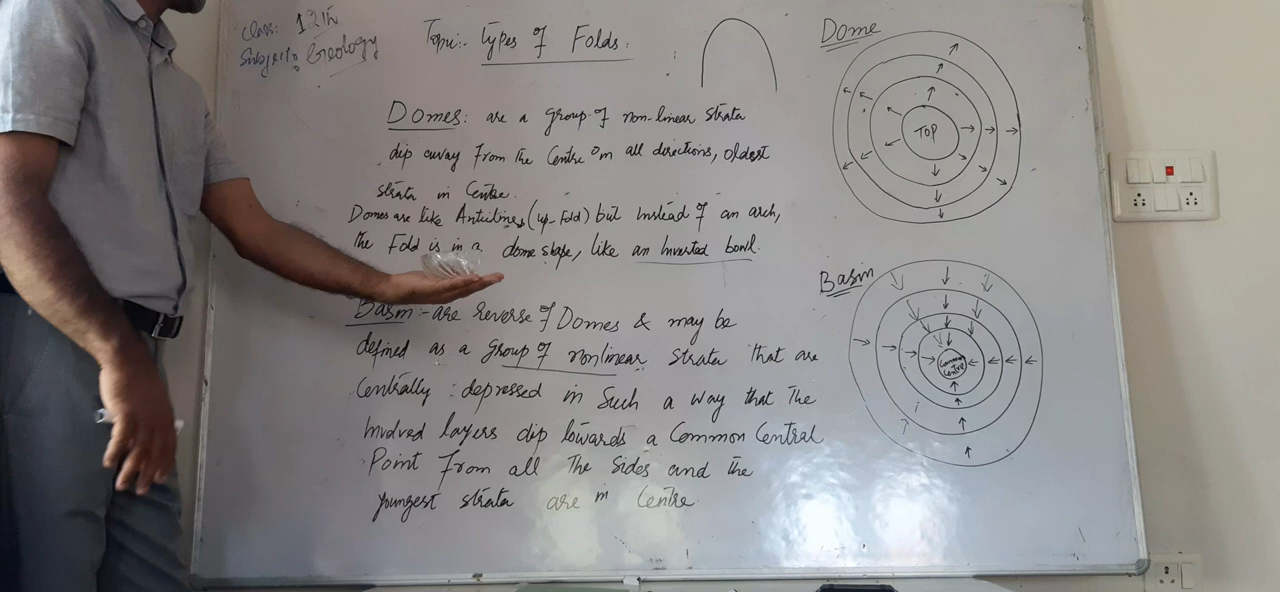 Class: 12th
Subject: Geology
Topic:- Types of Folds:
Domes: are a group of non-linear strata
dip away from the Centre in all directions, oldest
strata in Centre.
Domes are like Anticlines (up-fold) but instead of an arch,
the Fold is in a dome shape, like an Inverted bowl.
Basin:- are reverse of Domes & may be
defined as a group of nonlinear strata that are
Centrally depressed in Such a way that the
Involved layers dip towards a Common Central
Point from all the sides and the
youngest strata are in Centre.
Dome
TOP
Basin
Common
Centre